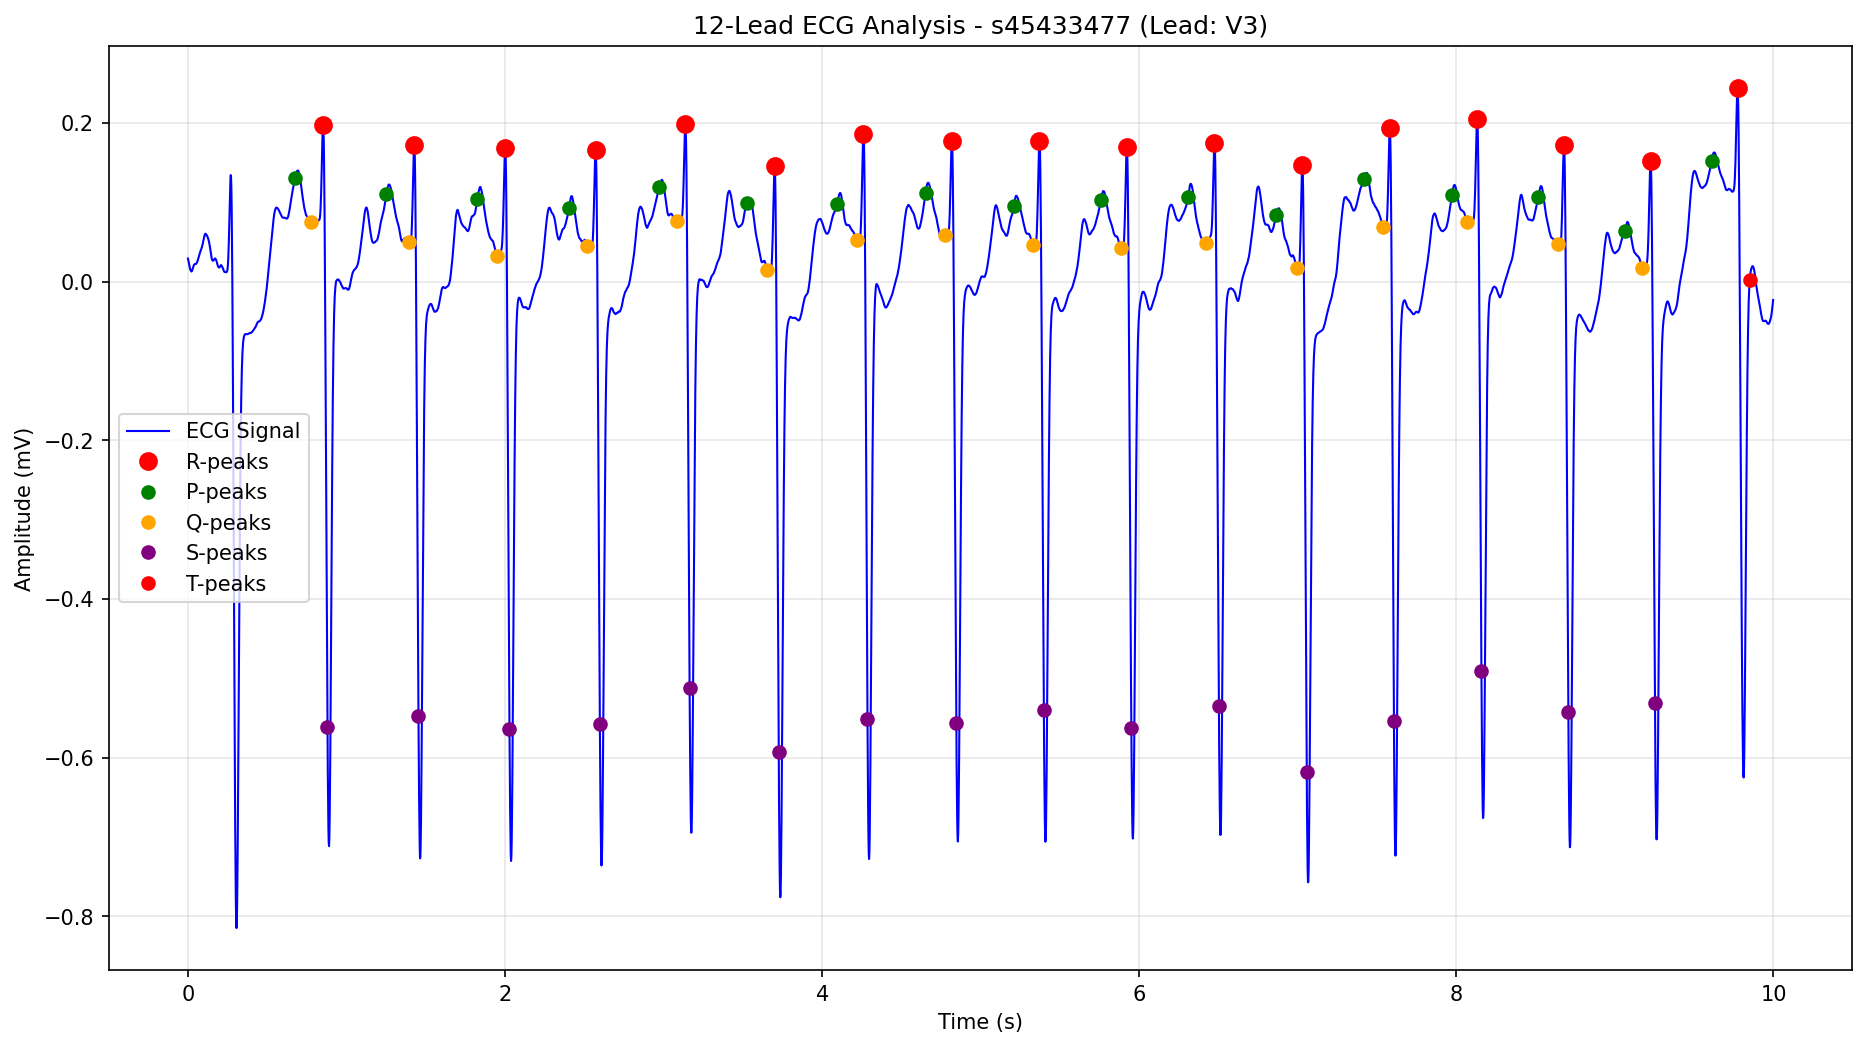 12-Lead ECG Analysis - s45433477 (Lead: V3)
Amplitude (mV)
0.2
0.0
−0.2
−0.4
−0.6
−0.8
ECG Signal
R-peaks
P-peaks
Q-peaks
S-peaks
T-peaks
0 2 4 6 8 10
Time (s)